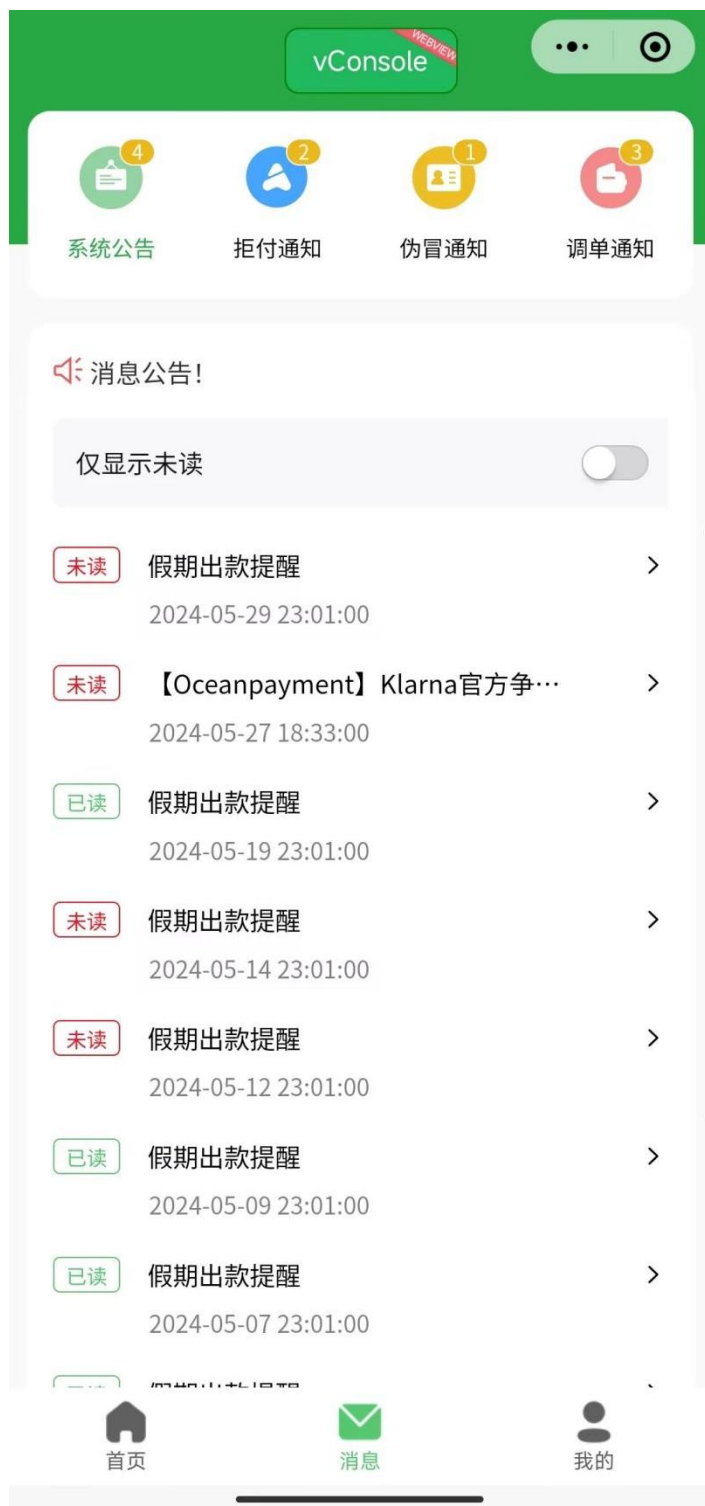 vConsole
WEBVIEW
4
2
1
3
系统公告
拒付通知
伪冒通知
调单通知
消息公告!
仅显示未读
未读 假期出款提醒
2024-05-29 23:01:00
未读 【Oceanpayment】Klarna官方争…
2024-05-27 18:33:00
已读 假期出款提醒
2024-05-19 23:01:00
未读 假期出款提醒
2024-05-14 23:01:00
未读 假期出款提醒
2024-05-12 23:01:00
已读 假期出款提醒
2024-05-09 23:01:00
已读 假期出款提醒
2024-05-07 23:01:00
首页
消息
我的